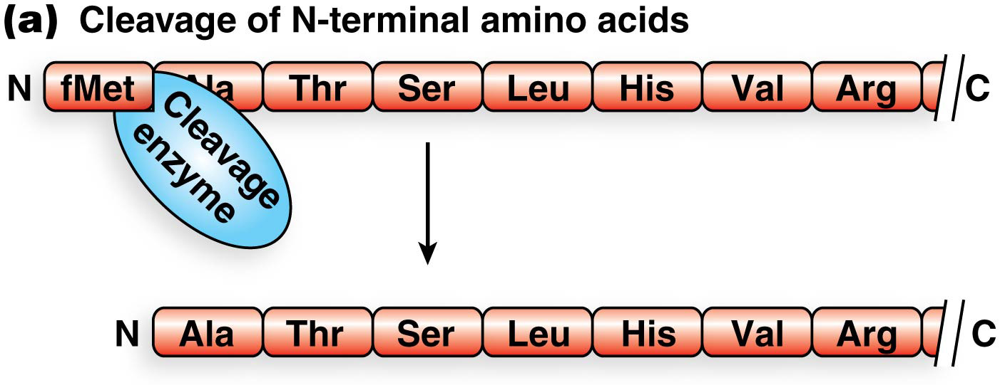 (a) Cleavage of N-terminal amino acids
N fMet Ala Thr Ser Leu His Val Arg C
Cleavage
enzyme
N Ala Thr Ser Leu His Val Arg C